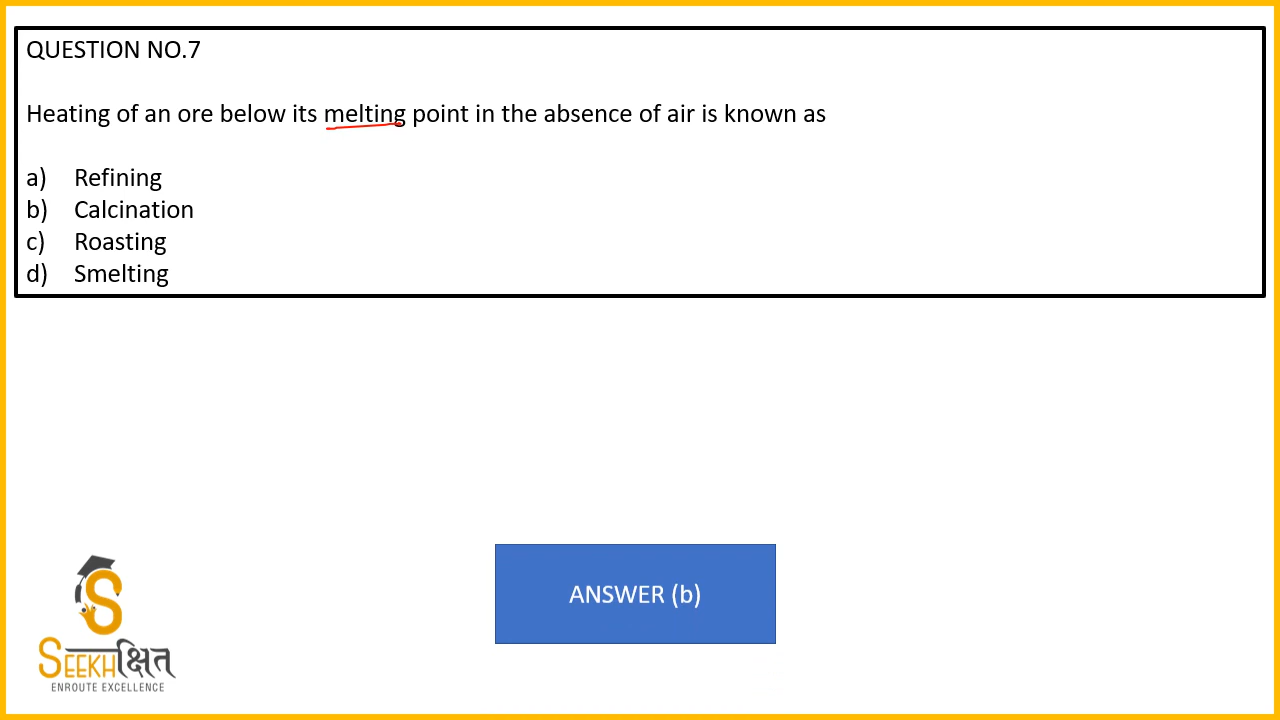 QUESTION NO.7
Heating of an ore below its melting point in the absence of air is known as
a) Refining
b) Calcination
c) Roasting
d) Smelting
ANSWER (b)
S
SEEKHक्षित
ENROUTE EXCELLENCE